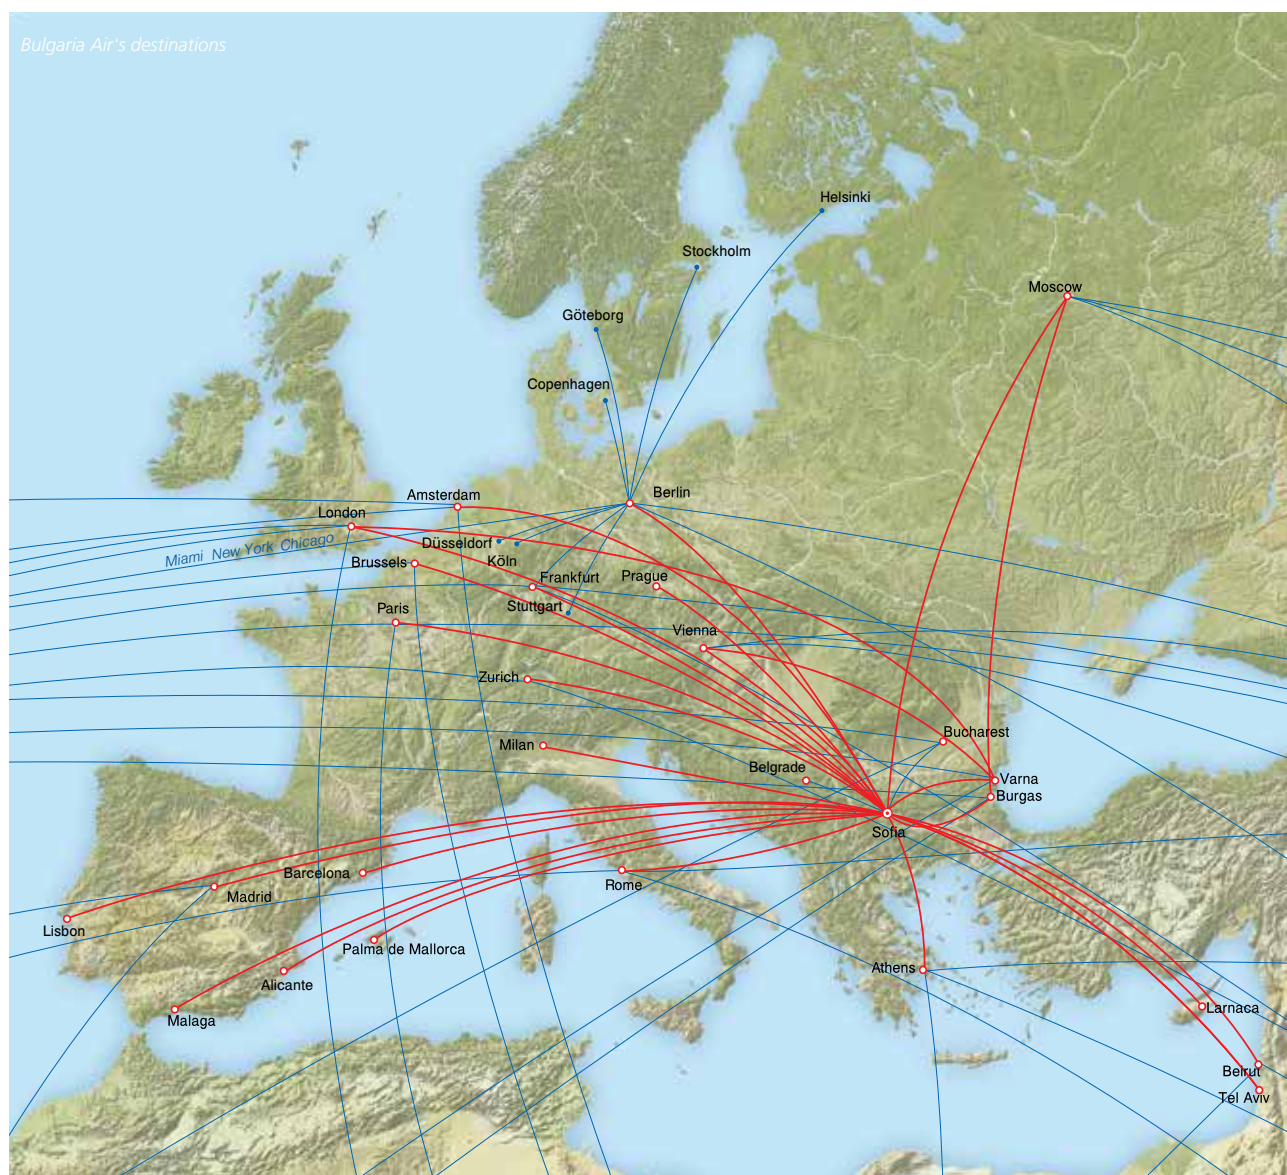 Bulgaria Air's destinations
Helsinki
Stockholm
Moscow
Göteborg
Copenhagen
Amsterdam
Berlin
London
Miami New York Chicago
Düsseldorf
Köln
Brussels
Frankfurt
Prague
Stuttgart
Paris
Vienna
Zurich
Bucharest
Milan
Belgrade
Varna
Burgas
Sofia
Barcelona
Rome
Madrid
Lisbon
Palma de Mallorca
Athens
Alicante
Larnaca
Malaga
Beirut
Tel Aviv